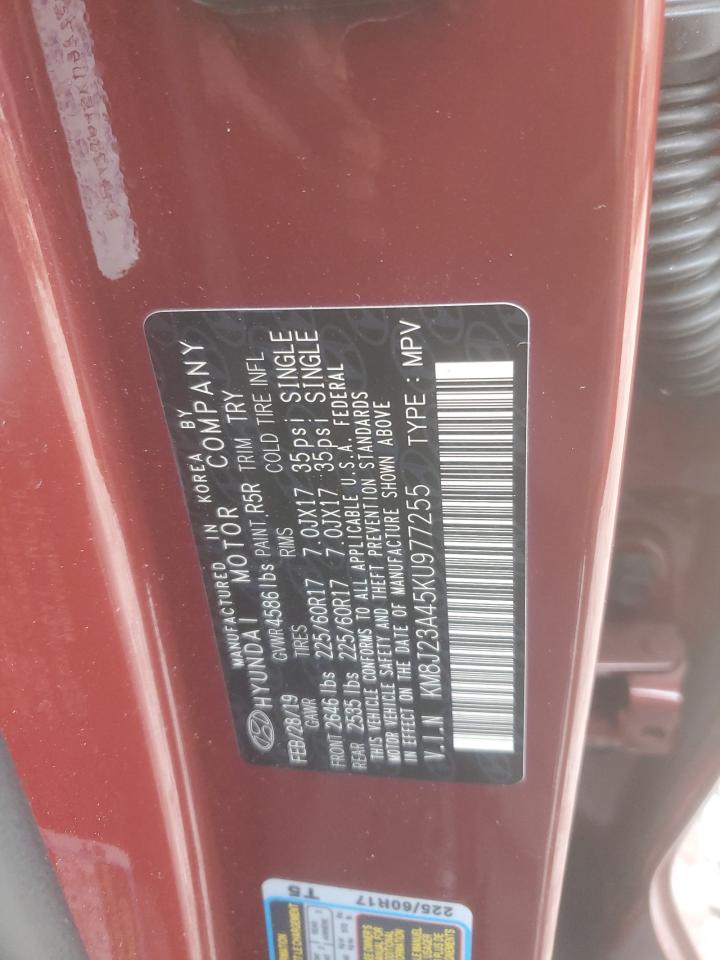 MANUFACTURED IN KOREA BY
HYUNDAI MOTOR COMPANY
FEB/28/19 GVWR 4586 lbs PAINT R5R TRIM TRY
GAWR TIRES RIMS COLD TIRE INFL
FRONT 2646 lbs 225/60R17 7.0JX17 35psi SINGLE
REAR 2535 lbs 225/60R17 7.0JX17 35psi SINGLE
THIS VEHICLE CONFORMS TO ALL APPLICABLE U.S.A. FEDERAL
MOTOR VEHICLE SAFETY AND THEFT PREVENTION STANDARDS
IN EFFECT ON THE DATE OF MANUFACTURE SHOWN ABOVE
V.I.N KM8J23A45KU977255 TYPE : MPV
225/60R17
T5